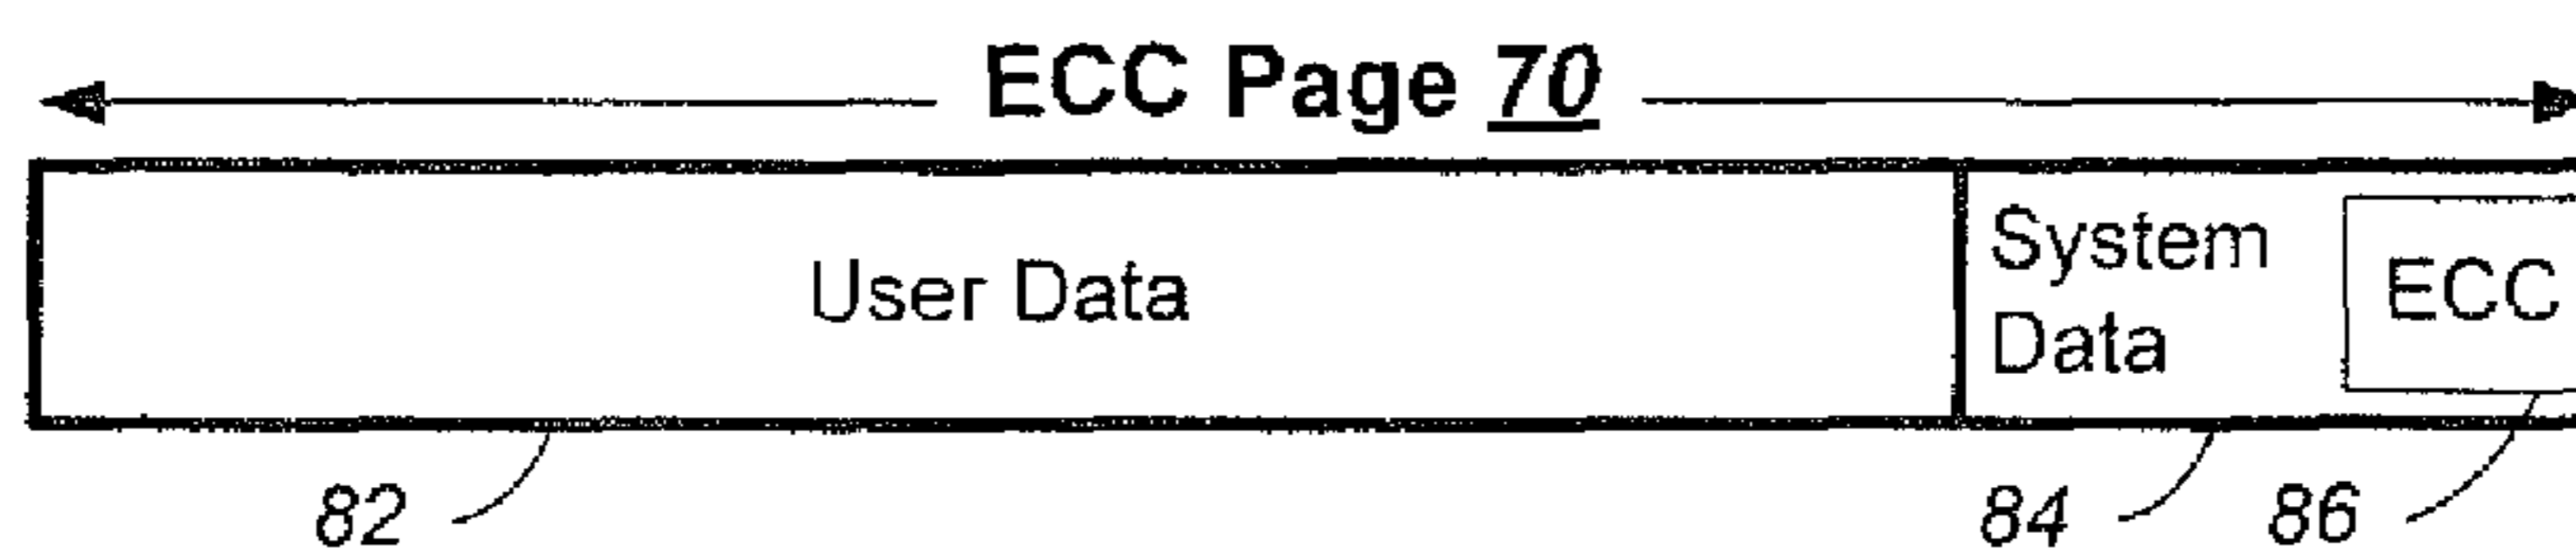 ECC Page 70
User Data
System
Data
ECC
82
84
86